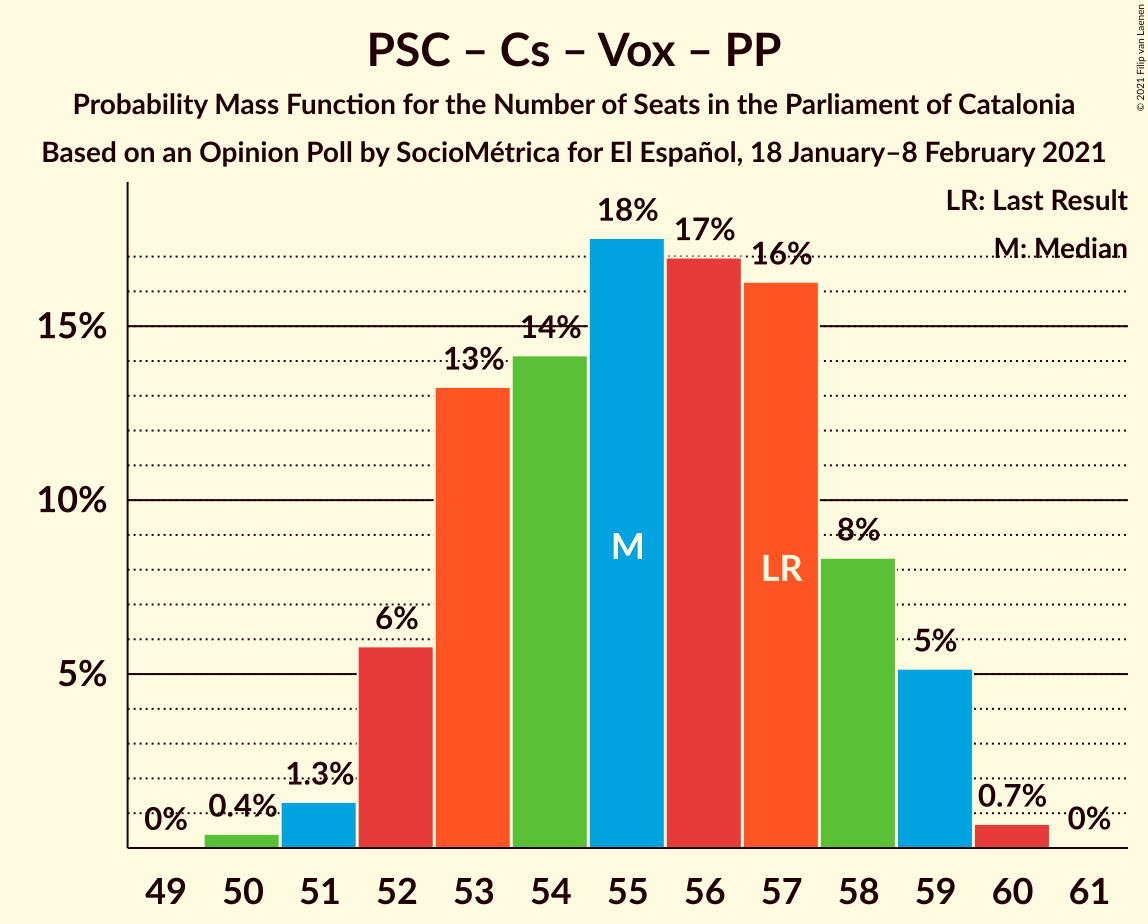 PSC – Cs – Vox – PP
Probability Mass Function for the Number of Seats in the Parliament of Catalonia
Based on an Opinion Poll by SocioMétrica for El Español, 18 January–8 February 2021
© 2021 Filip van Laenen
LR: Last Result
M: Median
15%
10%
5%
0%
0.4%
1.3%
6%
13%
14%
18%
17%
16%
8%
5%
0.7%
0%
M
LR
49 50 51 52 53 54 55 56 57 58 59 60 61